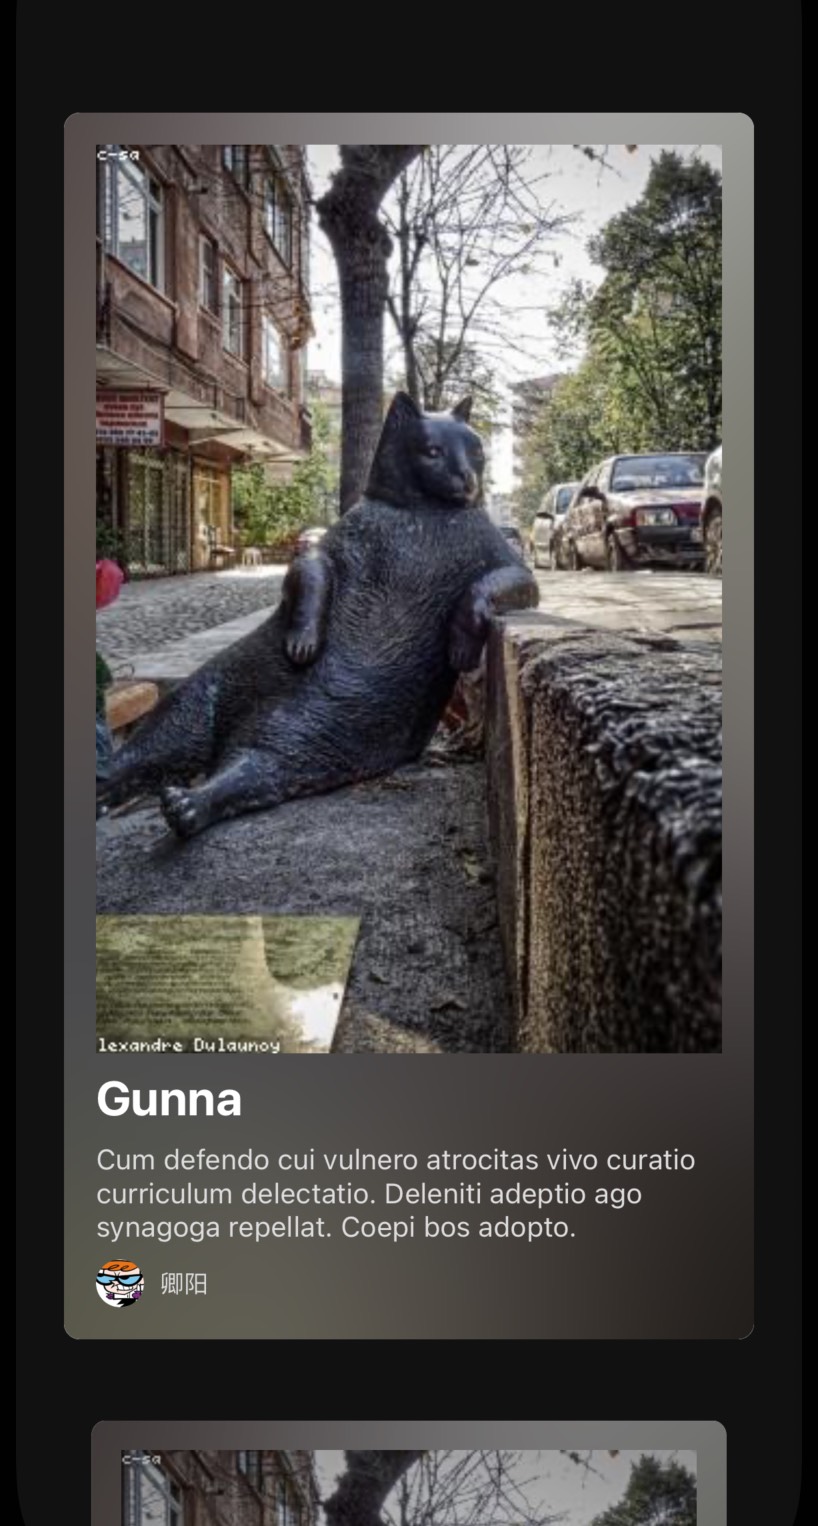 c-sa
lexandre Dulaunoy
Gunna
Cum defendo cui vulnero atrocitas vivo curatio
curriculum delectatio. Deleniti adeptio ago
synagoga repellat. Coepi bos adopto.
卿阳
c-sa